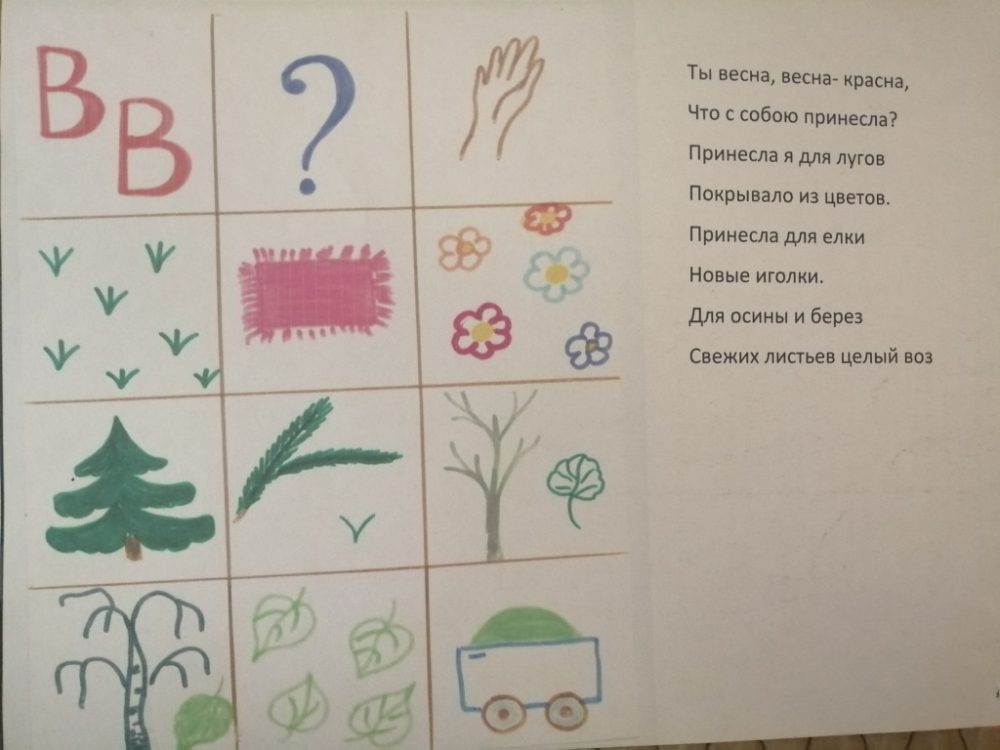 В
В
?
Ты весна, весна- красна,
Что с собою принесла?
Принесла я для лугов
Покрывало из цветов.
Принесла для елки
Новые иголки.
Для осины и берез
Свежих листьев целый воз